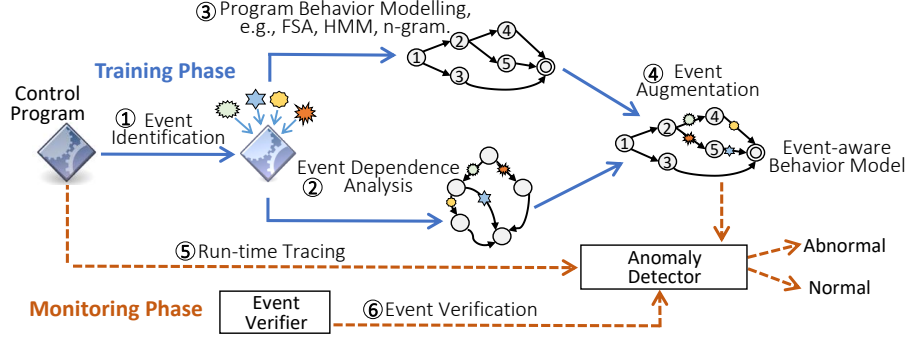 ③ Program Behavior Modelling,
e.g., FSA, HMM, n-gram.
Training Phase
Control
Program
① Event
Identification
1
2
3
4
5
④ Event
Augmentation
1
2
3
4
5
Event-aware
Behavior Model
Event Dependence
② Analysis
⑤ Run-time Tracing
Anomaly
Detector
Abnormal
Normal
Monitoring Phase
Event
Verifier
⑥ Event Verification